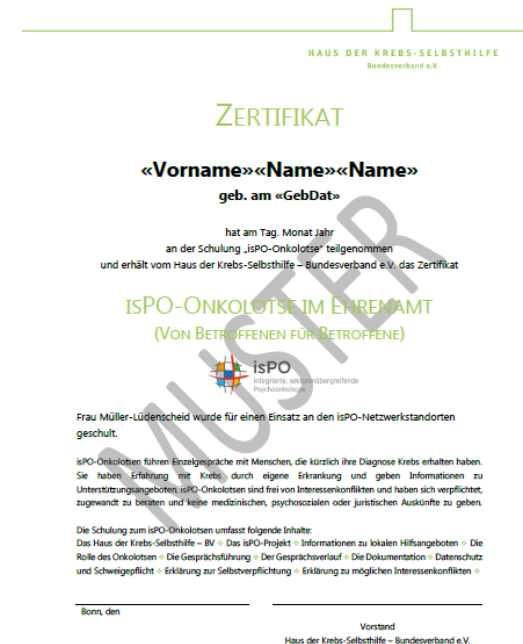 HAUS DER KREBS-SELBSTHILFE
Bundesverband e.V.
ZERTIFIKAT
«Vorname»«Name»«Name»
geb. am «GebDat»
hat am Tag. Monat Jahr
an der Schulung „isPO-Onkolotse" teilgenommen
und erhält vom Haus der Krebs-Selbsthilfe – Bundesverband e.V. das Zertifikat
ISPO-ONKOLOTSE IM EHRENAMT
(VON BETROFFENEN FÜR BETROFFENE)
isPO
Integrierte, sektorenübergreifende
Psychoonkologie
MUSTER
Frau Müller-Lüdenscheid wurde für einen Einsatz an den isPO-Netzwerkstandorten
geschult.
isPO-Onkolotsen führen Einzelgespräche mit Menschen, die kürzlich ihre Diagnose Krebs erhalten haben.
Sie haben Erfahrung mit Krebs durch eigene Erkrankung und geben Informationen zu
Unterstützungsangeboten. isPO-Onkolotsen sind frei von Interessenkonflikten und haben sich verpflichtet,
zugewandt zu beraten und keine medizinischen, psychosozialen oder juristischen Auskünfte zu geben.
Die Schulung zum isPO-Onkolotsen umfasst folgende Inhalte:
Das Haus der Krebs-Selbsthilfe – BV ◆ Das isPO-Projekt ◆ Informationen zu lokalen Hilfsangeboten ◆ Die
Rolle des Onkolotsen ◆ Die Gesprächsführung ◆ Der Gesprächsverlauf ◆ Die Dokumentation ◆ Datenschutz
und Schweigepflicht ◆ Erklärung zur Selbstverpflichtung ◆ Erklärung zu möglichen Interessenkonflikten ◆
Bonn, den
Vorstand
Haus der Krebs-Selbsthilfe – Bundesverband e.V.